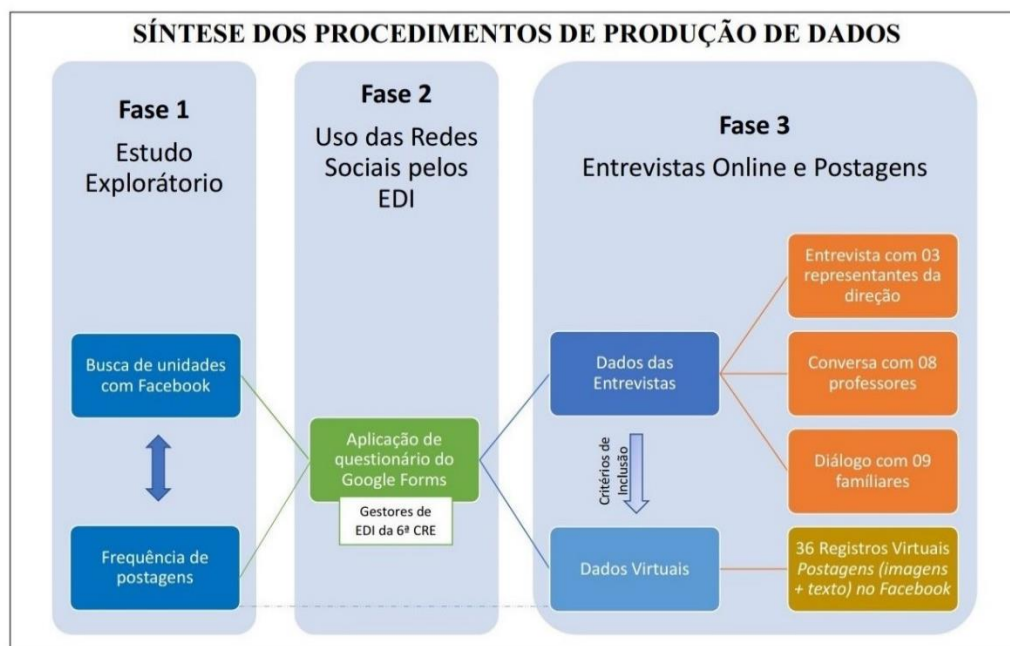 SÍNTESE DOS PROCEDIMENTOS DE PRODUÇÃO DE DADOS
Fase 1
Estudo
Explorátorio
Busca de unidades
com Facebook
Frequência de
postagens
Fase 2
Uso das Redes
Sociais pelos
EDI
Aplicação de
questionário do
Google Forms
Gestores de
EDI da 6ª CRE
Fase 3
Entrevistas Online e Postagens
Dados das
Entrevistas
Critérios de
Inclusão
Dados Virtuais
Entrevista com 03
representantes da
direção
Conversa com 08
professores
Diálogo com 09
famíliares
36 Registros Virtuais
Postagens (imagens
+ texto) no Facebook